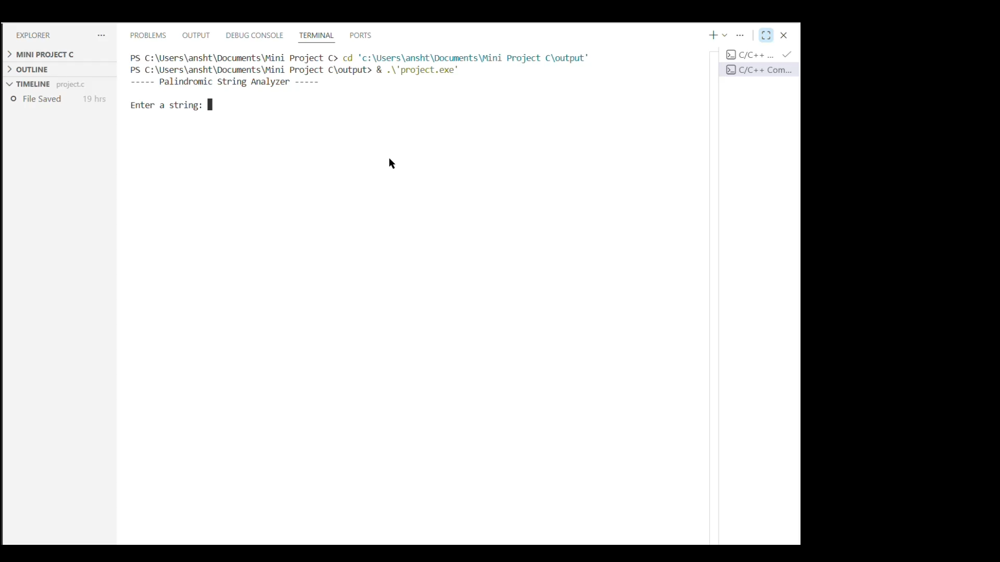 EXPLORER ...
MINI PROJECT C
OUTLINE
TIMELINE project.c
File Saved 19 hrs
PROBLEMS OUTPUT DEBUG CONSOLE TERMINAL PORTS
PS C:\Users\ansht\Documents\Mini Project C> cd 'c:\Users\ansht\Documents\Mini Project C\output'
PS C:\Users\ansht\Documents\Mini Project C\output> & .\'project.exe'
----- Palindromic String Analyzer -----
Enter a string:
C/C++ ...
C/C++ Com...